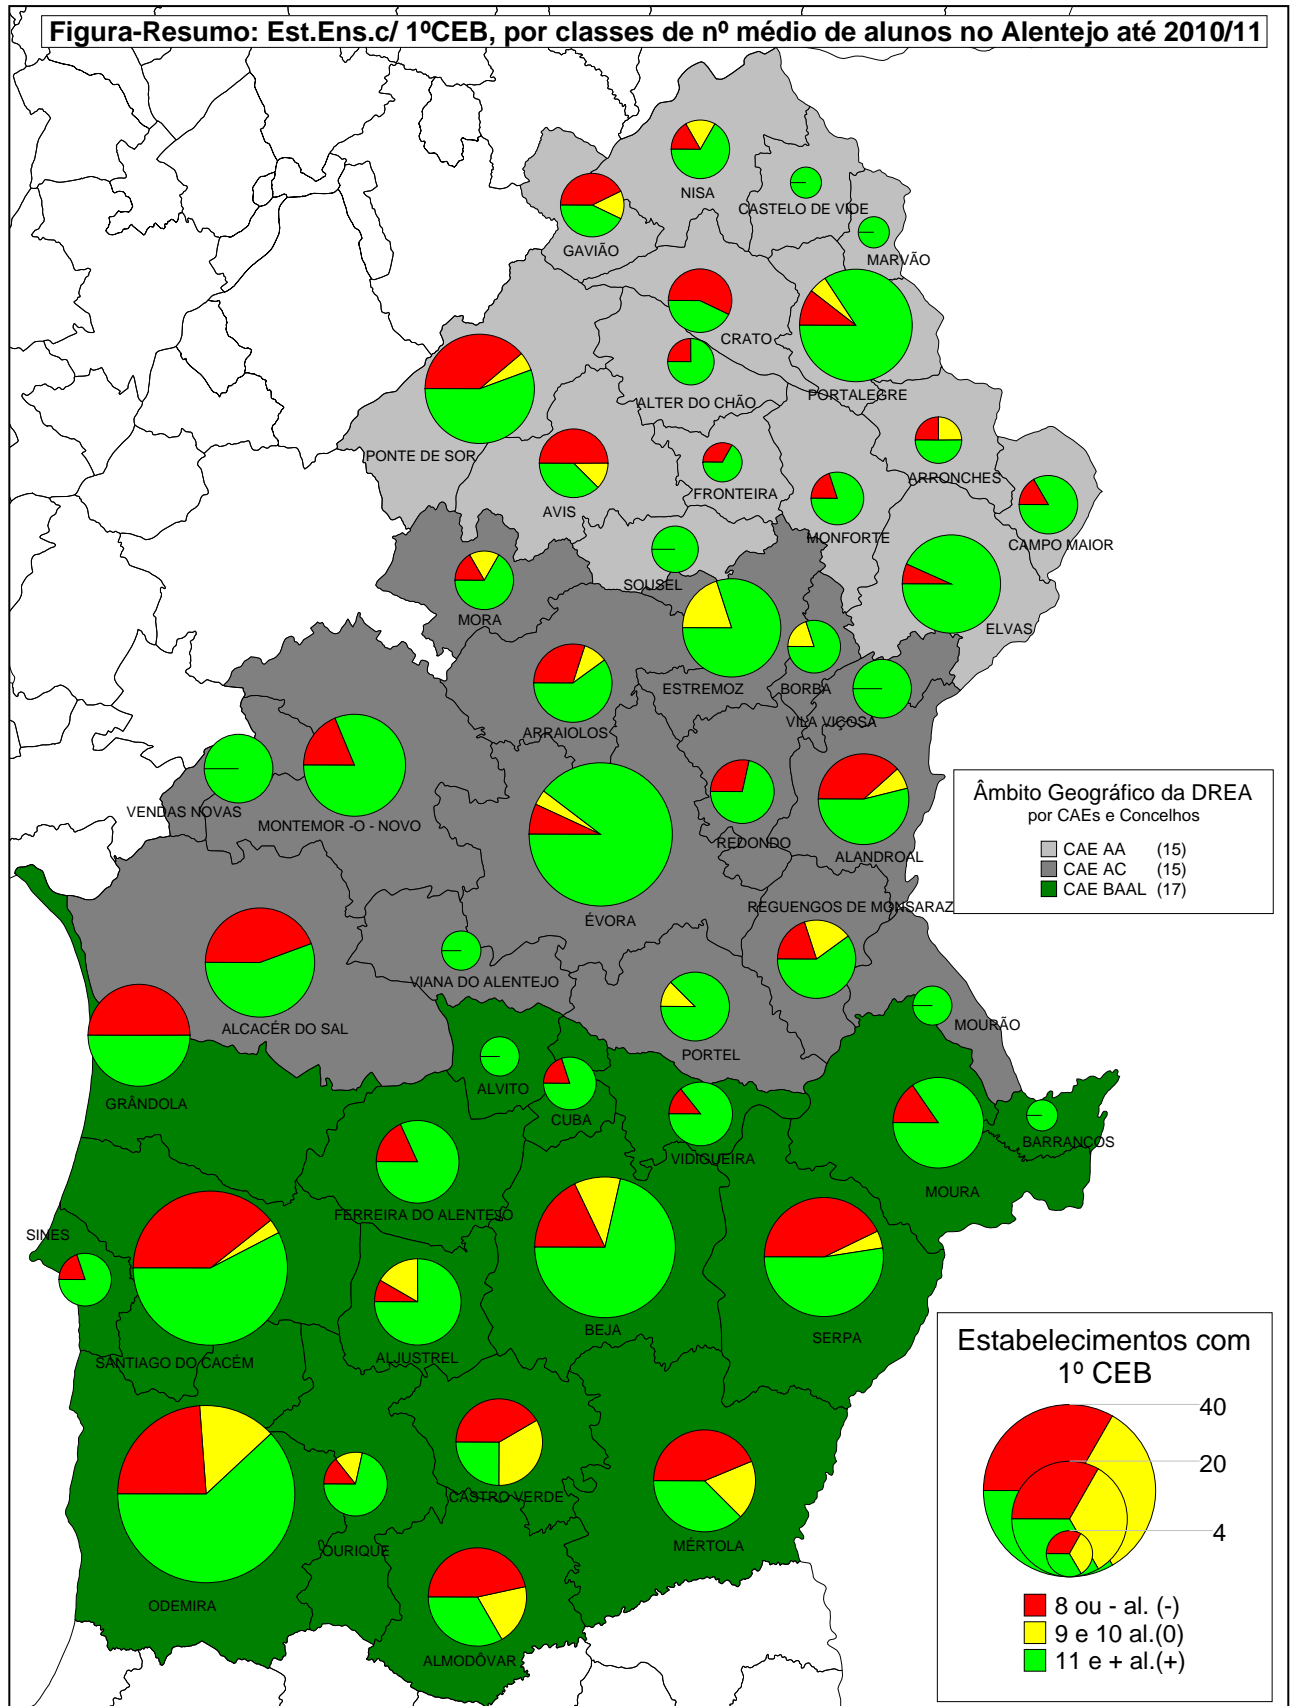 Figura-Resumo: Est.Ens.c/ 1ºCEB, por classes de nº médio de alunos no Alentejo até 2010/11
NISA
CASTELO DE VIDE
GAVIÃO
MARVÃO
CRATO
PORTALEGRE
ALTER DO CHÃO
PONTE DE SOR
ARRONCHES
FRONTEIRA
AVIS
MONFORTE
CAMPO MAIOR
SOUSEL
MORA
ELVAS
ESTREMOZ
BORBA
VILA VIÇOSA
ARRAIOLOS
VENDAS NOVAS
MONTEMOR -O - NOVO
REDONDO
ALANDROAL
Âmbito Geográfico da DREA
por CAEs e Concelhos
CAE AA (15)
CAE AC (15)
CAE BAAL (17)
ÉVORA
REGUENGOS DE MONSARAZ
VIANA DO ALENTEJO
ALCACÉR DO SAL
MOURÃO
PORTEL
ALVITO
GRÂNDOLA
CUBA
BARRANCOS
VIDIGUEIRA
MOURA
FERREIRA DO ALENTEJO
SINES
BEJA
SERPA
SANTIAGO DO CACÉM
ALJUSTREL
Estabelecimentos com
1º CEB
40
20
4
8 ou - al. (-)
9 e 10 al.(0)
11 e + al.(+)
CASTRO VERDE
MÉRTOLA
OURIQUE
ODEMIRA
ALMODÔVAR